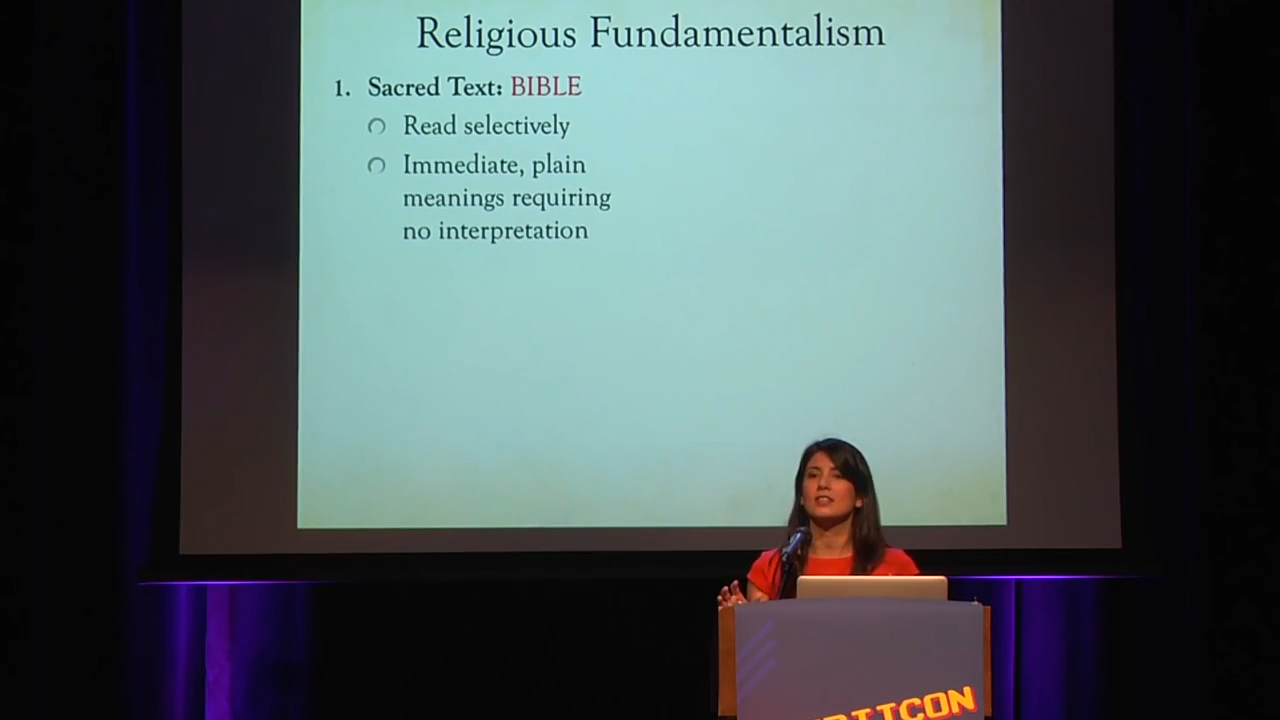 Religious Fundamentalism
1. Sacred Text: BIBLE
Read selectively
Immediate, plain
meanings requiring
no interpretation